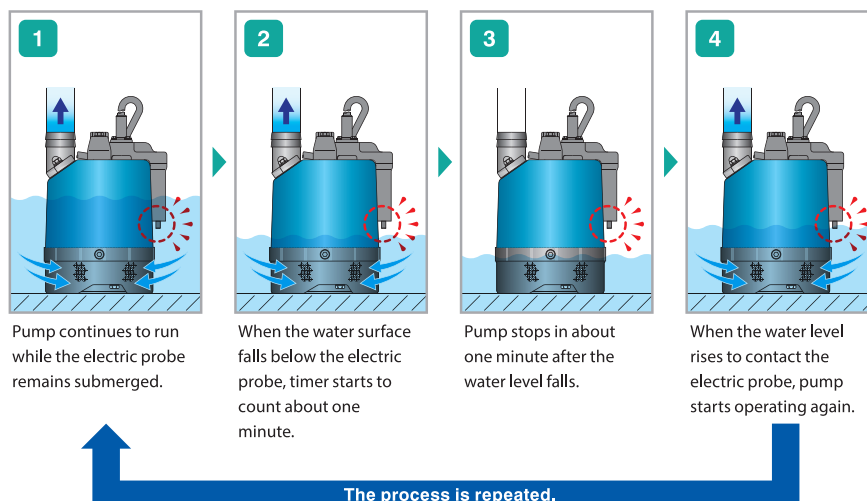 1
2
3
4
Pump continues to run
while the electric probe
remains submerged.
When the water surface
falls below the electric
probe, timer starts to
count about one
minute.
Pump stops in about
one minute after the
water level falls.
When the water level
rises to contact the
electric probe, pump
starts operating again.
The process is repeated.